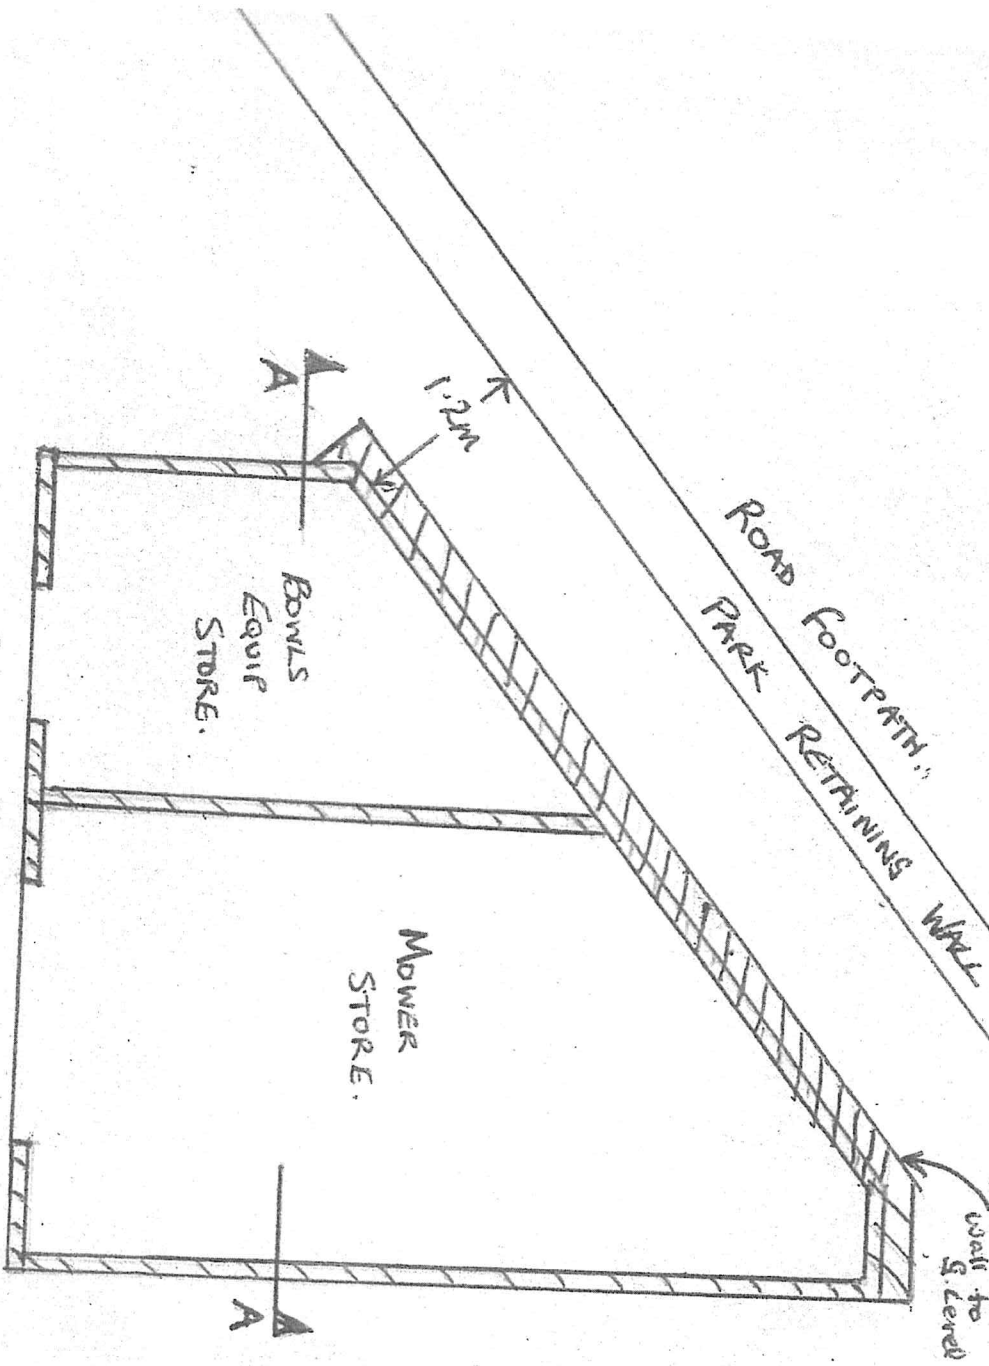 ROAD FOOTPATH.
PARK RETAINING WALL
Wall to
g. Level
1.2m
A
BOWLS
EQUIP
STORE.
MOWER
STORE.
A